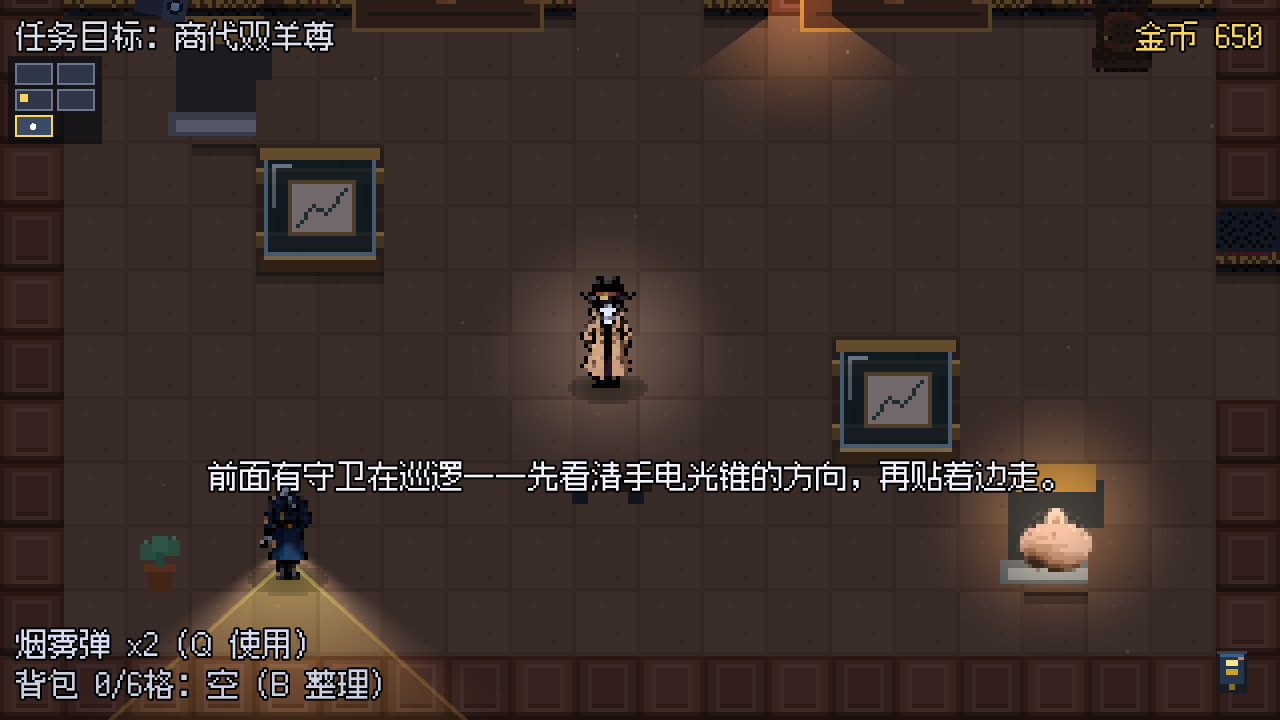 任务目标：商代双羊尊
金币 650
前面有守卫在巡逻——先看清手电光锥的方向，再贴着边走。
烟雾弹 x2（Q 使用）
背包 0/6格：空（B 整理）